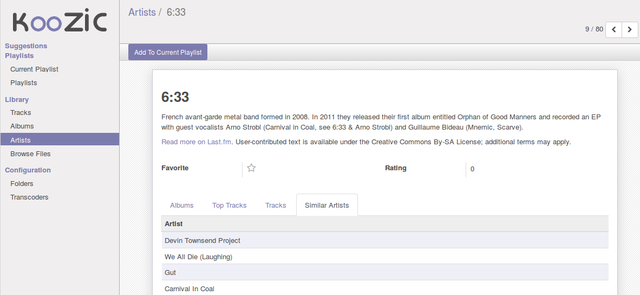 KOOZIC
Suggestions
Playlists
Current Playlist
Playlists
Library
Tracks
Albums
Artists
Browse Files
Configuration
Folders
Transcoders
Artists / 6:33
9 / 80
Add To Current Playlist
6:33
French avant-garde metal band formed in 2008. In 2011 they released their first album entitled Orphan of Good Manners and recorded an EP
with guest vocalists Arno Strobl (Carnival In Coal, see 6:33 & Arno Strobl) and Guillaume Bideau (Mnemic, Scarve).
Read more on Last.fm. User-contributed text is available under the Creative Commons By-SA License; additional terms may apply.
Favorite
Rating 0
Albums Top Tracks Tracks Similar Artists
Artist
Devin Townsend Project
We All Die (Laughing)
Gut
Carnival In Coal